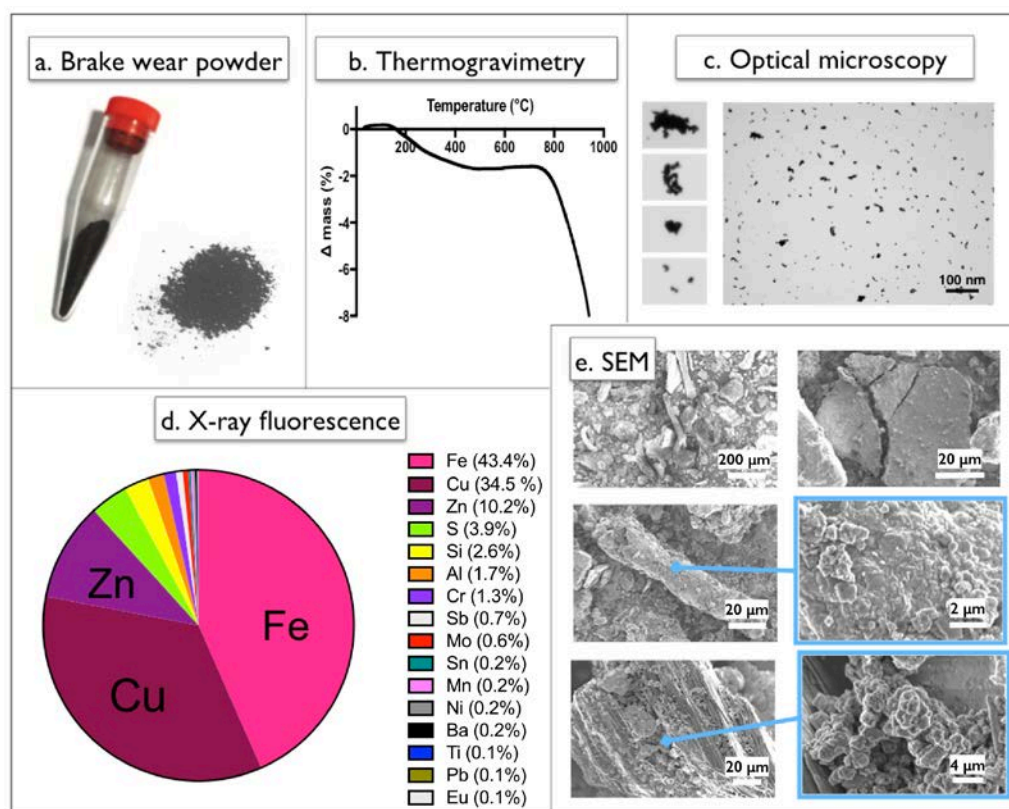 a. Brake wear powder
b. Thermogravimetry
Temperature (°C)
0
200
400
600
800
1000
-2
-4
-6
-8
Δ mass (%)
c. Optical microscopy
100 nm
d. X-ray fluorescence
Fe
Cu
Zn
Fe (43.4%)
Cu (34.5 %)
Zn (10.2%)
S (3.9%)
Si (2.6%)
Al (1.7%)
Cr (1.3%)
Sb (0.7%)
Mo (0.6%)
Sn (0.2%)
Mn (0.2%)
Ni (0.2%)
Ba (0.2%)
Ti (0.1%)
Pb (0.1%)
Eu (0.1%)
e. SEM
200 µm
20 µm
20 µm
2 µm
20 µm
4 µm